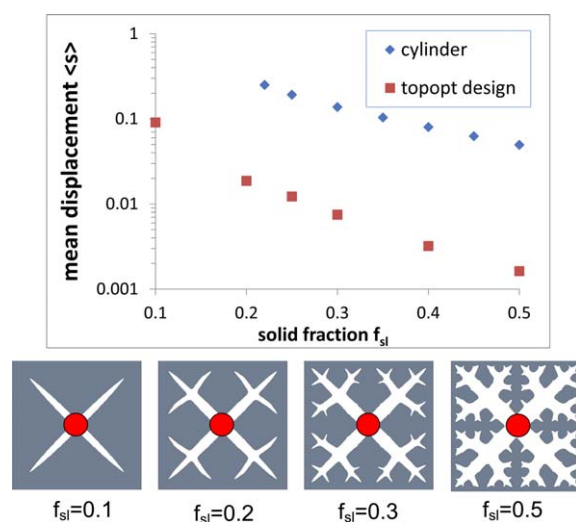 1
0.1
0.01
0.001
mean displacement <s>
cylinder
topopt design
0.1 0.2 0.3 0.4 0.5
solid fraction fsl
fsl=0.1 fsl=0.2 fsl=0.3 fsl=0.5